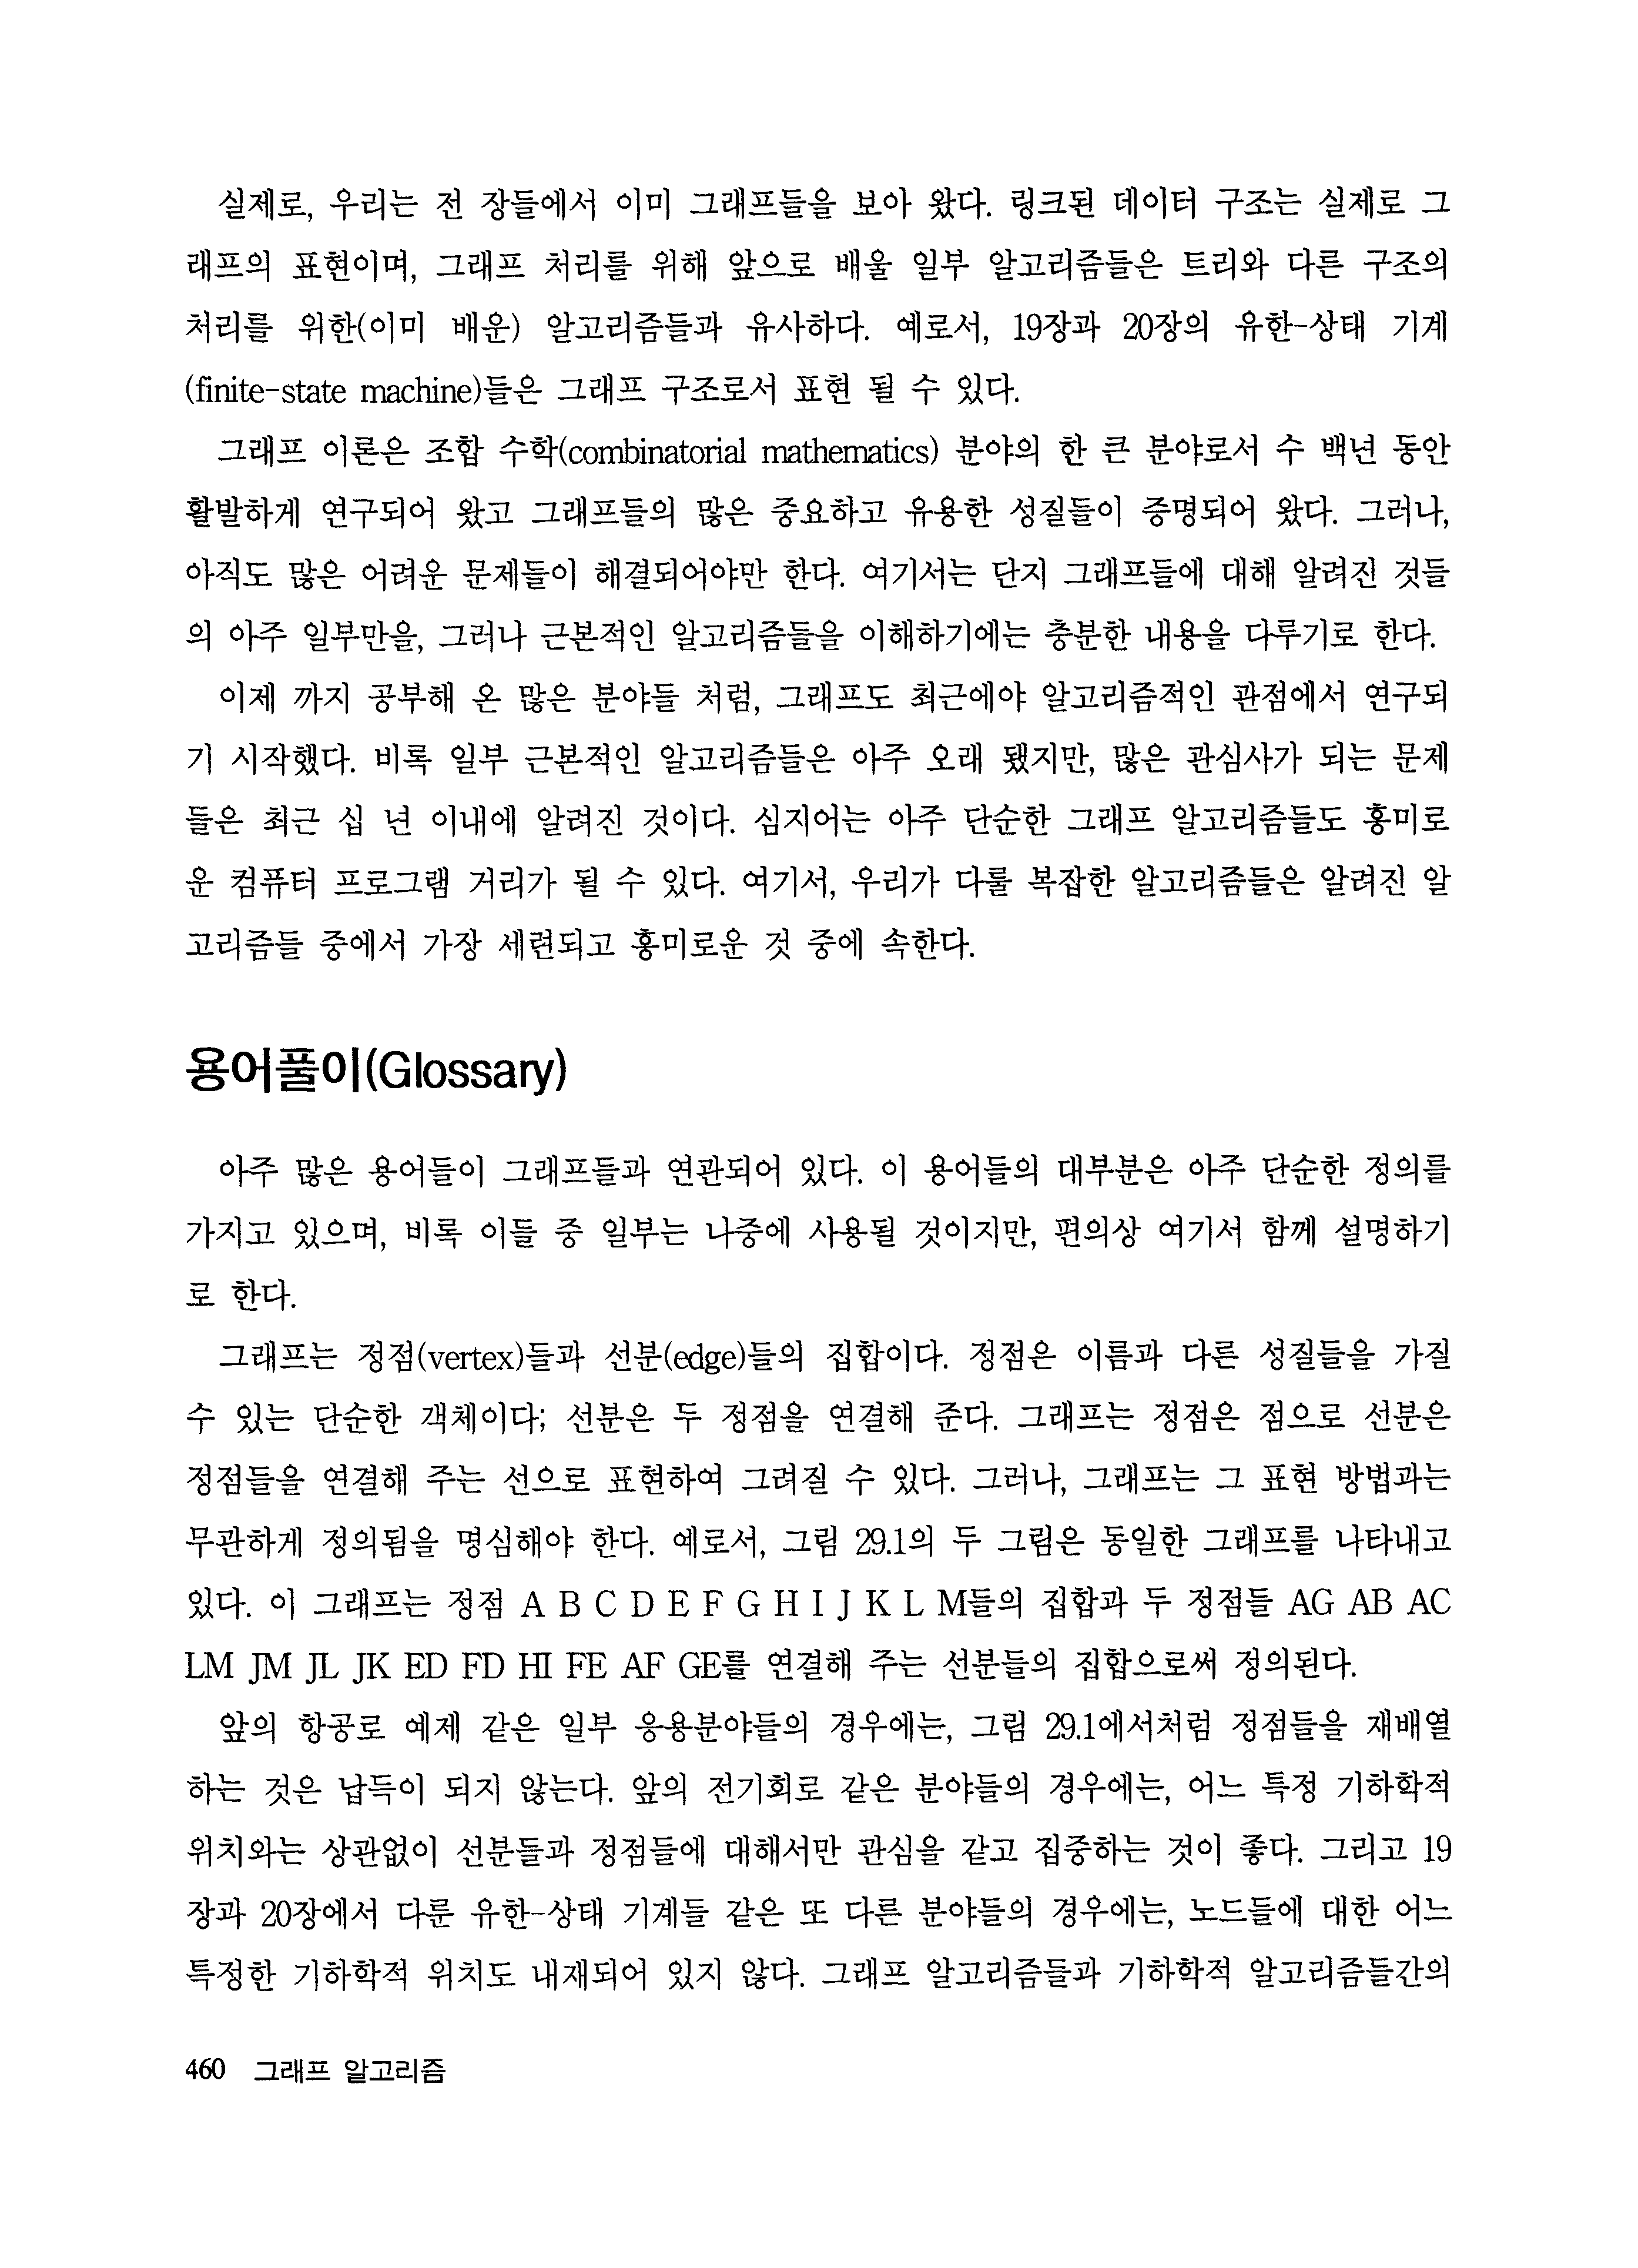 실제로, 우리는 전 장들에서 이미 그래프들을 보아 왔다. 링크된 데이터 구조는 실제로 그
래프의 표현이며, 그래프 처리를 위해 앞으로 배울 일부 알고리즘들은 트리와 다른 구조의
처리를 위한(이미 배운) 알고리즘들과 유사하다. 예로서, 19장과 20장의 유한-상태 기계
(finite-state machine)들은 그래프 구조로서 표현 될 수 있다.
그래프 이론은 조합 수학(combinatorial mathematics) 분야의 한 큰 분야로서 수 백년 동안
활발하게 연구되어 왔고 그래프들의 많은 중요하고 유용한 성질들이 증명되어 왔다. 그러나,
아직도 많은 어려운 문제들이 해결되어야만 한다. 여기서는 단지 그래프들에 대해 알려진 것들
의 아주 일부만을, 그러나 근본적인 알고리즘들을 이해하기에는 충분한 내용을 다루기로 한다.
이제 까지 공부해 온 많은 분야들 처럼, 그래프도 최근에야 알고리즘적인 관점에서 연구되
기 시작했다. 비록 일부 근본적인 알고리즘들은 아주 오래 됐지만, 많은 관심사가 되는 문제
들은 최근 십 년 이내에 알려진 것이다. 심지어는 아주 단순한 그래프 알고리즘들도 흥미로
운 컴퓨터 프로그램 거리가 될 수 있다. 여기서, 우리가 다룰 복잡한 알고리즘들은 알려진 알
고리즘들 중에서 가장 세련되고 흥미로운 것 중에 속한다.
용어풀이(Glossary)
아주 많은 용어들이 그래프들과 연관되어 있다. 이 용어들의 대부분은 아주 단순한 정의를
가지고 있으며, 비록 이들 중 일부는 나중에 사용될 것이지만, 편의상 여기서 함께 설명하기
로 한다.
그래프는 정점(vertex)들과 선분(edge)들의 집합이다. 정점은 이름과 다른 성질들을 가질
수 있는 단순한 객체이다; 선분은 두 정점을 연결해 준다. 그래프는 정점은 점으로 선분은
정점들을 연결해 주는 선으로 표현하여 그려질 수 있다. 그러나, 그래프는 그 표현 방법과는
무관하게 정의됨을 명심해야 한다. 예로서, 그림 29.1의 두 그림은 동일한 그래프를 나타내고
있다. 이 그래프는 정점 A B C D E F G H I J K L M들의 집합과 두 정점들 AG AB AC
LM JM JL JK ED FD HI FE AF GE를 연결해 주는 선분들의 집합으로써 정의된다.
앞의 항공로 예제 같은 일부 응용분야들의 경우에는, 그림 29.1에서처럼 정점들을 재배열
하는 것은 납득이 되지 않는다. 앞의 전기회로 같은 분야들의 경우에는, 어느 특정 기하학적
위치와는 상관없이 선분들과 정점들에 대해서만 관심을 같고 집중하는 것이 좋다. 그리고 19
장과 20장에서 다룬 유한-상태 기계들 같은 또 다른 분야들의 경우에는, 노드들에 대한 어느
특정한 기하학적 위치도 내재되어 있지 않다. 그래프 알고리즘들과 기하학적 알고리즘들간의
460 그래프 알고리즘